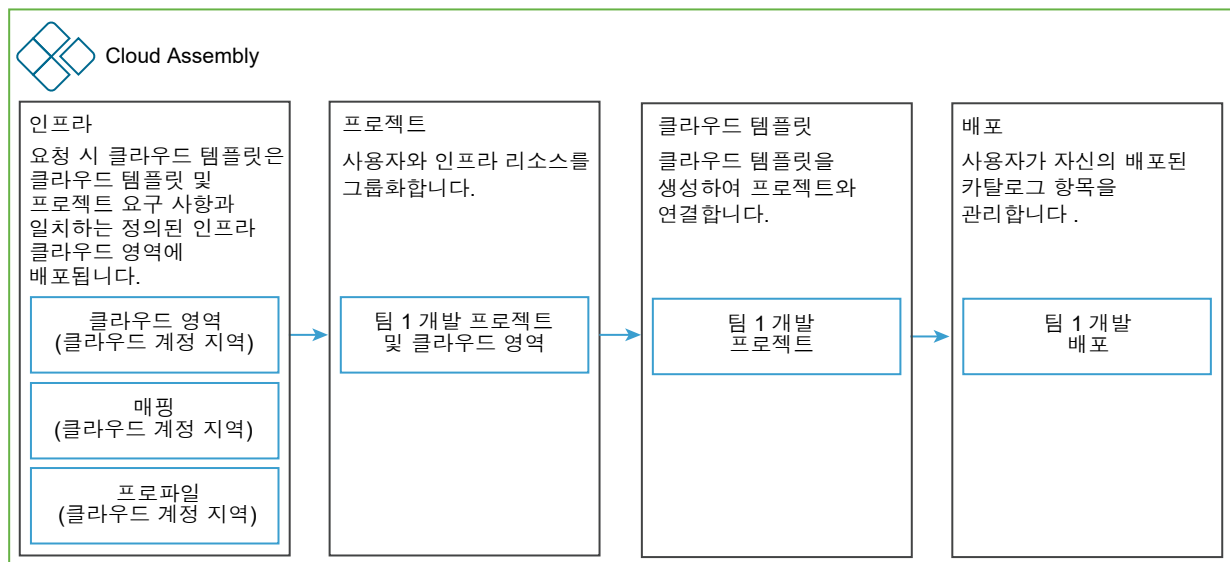 Cloud Assembly
인프라
요청 시 클라우드 템플릿은
클라우드 템플릿 및
프로젝트 요구 사항과
일치하는 정의된 인프라
클라우드 영역에
배포됩니다.
클라우드 영역
(클라우드 계정 지역)
매핑
(클라우드 계정 지역)
프로파일
(클라우드 계정 지역)
프로젝트
사용자와 인프라 리소스를
그룹화합니다.
팀 1 개발 프로젝트
및 클라우드 영역
클라우드 템플릿
클라우드 템플릿을
생성하여 프로젝트와
연결합니다.
팀 1 개발
프로젝트
배포
사용자가 자신의 배포된
카탈로그 항목을
관리합니다 .
팀 1 개발
배포